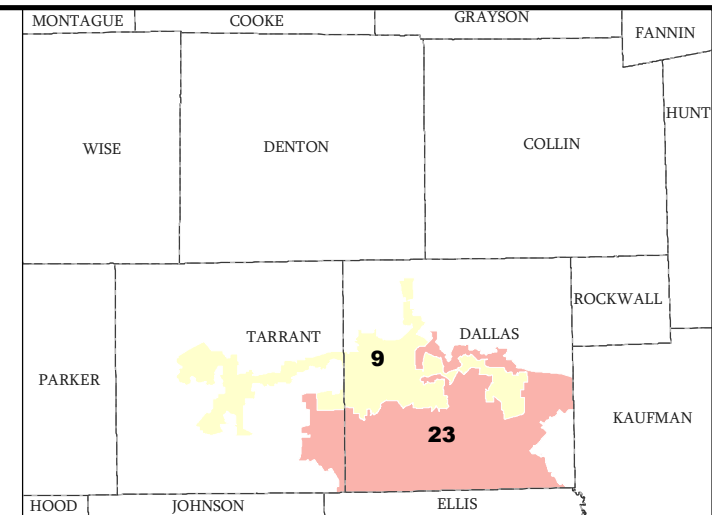 MONTAGUE COOKE GRAYSON
FANNIN
HUNT
WISE DENTON COLLIN
ROCKWALL
TARRANT DALLAS
9
PARKER
KAUFMAN
23
HOOD JOHNSON ELLIS